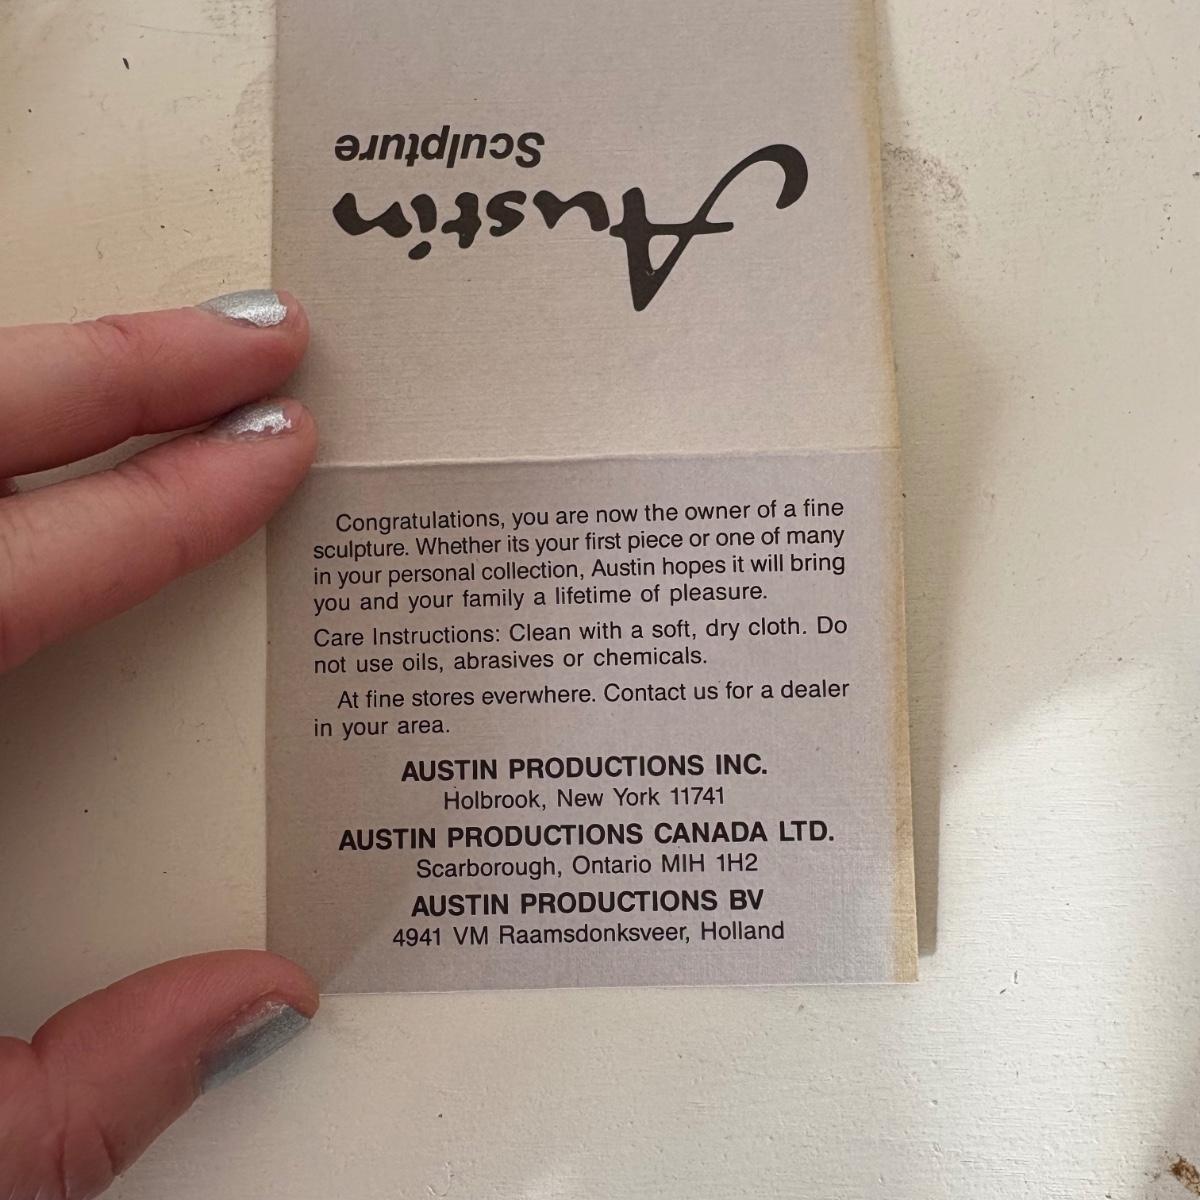 Austin
Sculpture
Congratulations, you are now the owner of a fine
sculpture. Whether its your first piece or one of many
in your personal collection, Austin hopes it will bring
you and your family a lifetime of pleasure.
Care Instructions: Clean with a soft, dry cloth. Do
not use oils, abrasives or chemicals.
At fine stores everwhere. Contact us for a dealer
in your area.
AUSTIN PRODUCTIONS INC.
Holbrook, New York 11741
AUSTIN PRODUCTIONS CANADA LTD.
Scarborough, Ontario MIH 1H2
AUSTIN PRODUCTIONS BV
4941 VM Raamsdonksveer, Holland